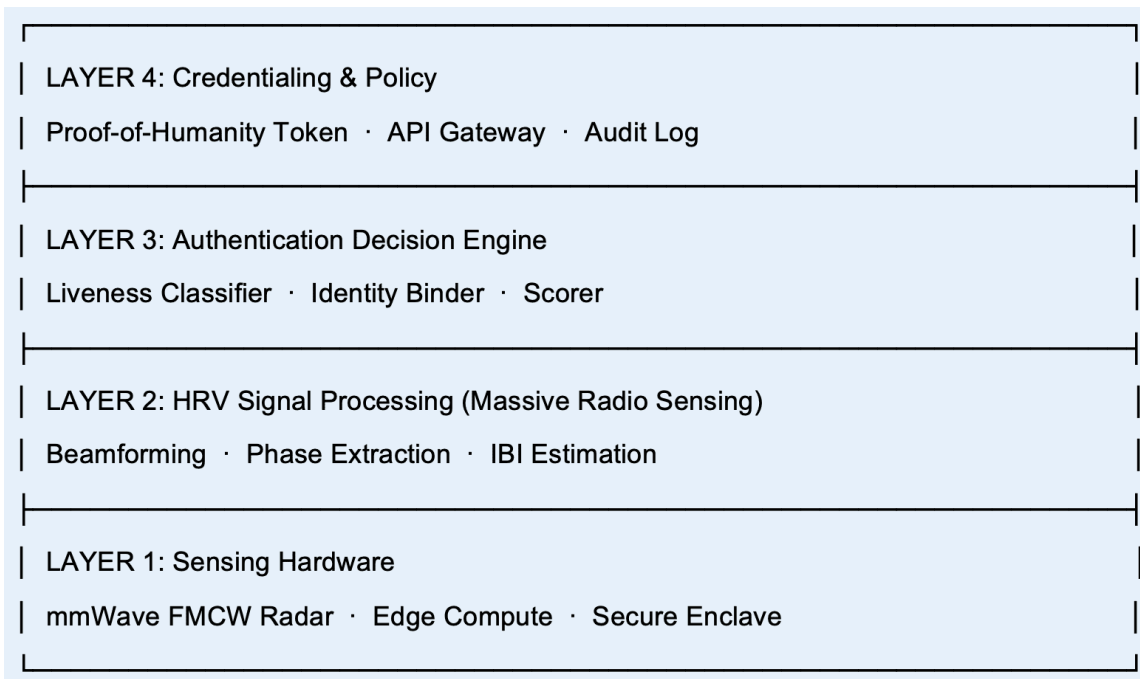 LAYER 4: Credentialing & Policy
Proof-of-Humanity Token · API Gateway · Audit Log
LAYER 3: Authentication Decision Engine
Liveness Classifier · Identity Binder · Scorer
LAYER 2: HRV Signal Processing (Massive Radio Sensing)
Beamforming · Phase Extraction · IBI Estimation
LAYER 1: Sensing Hardware
mmWave FMCW Radar · Edge Compute · Secure Enclave